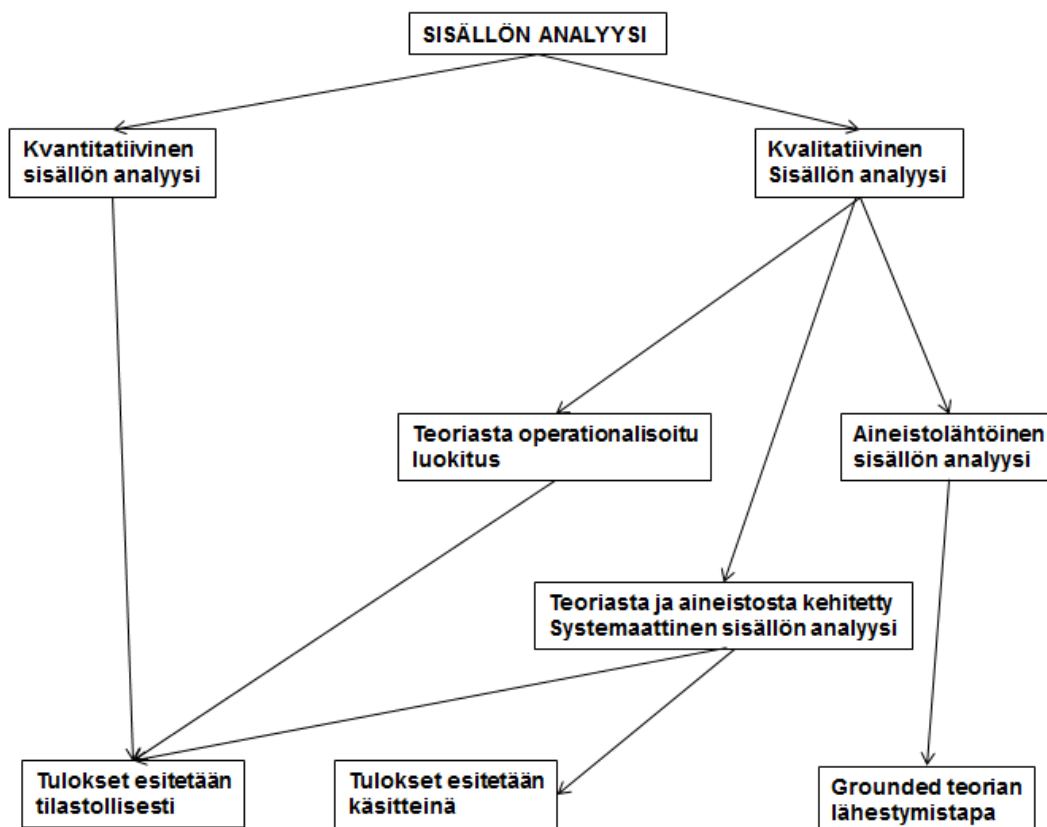 SISÄLLÖN ANALYYSI
Kvantitatiivinen
sisällön analyysi
Kvalitatiivinen
Sisällön analyysi
Teoriasta operationalisoitu
luokitus
Aineistolähtöinen
sisällön analyysi
Teoriasta ja aineistosta kehitetty
Systemaattinen sisällön analyysi
Tulokset esitetään
tilastollisesti
Tulokset esitetään
käsitteinä
Grounded teorian
lähestymistapa